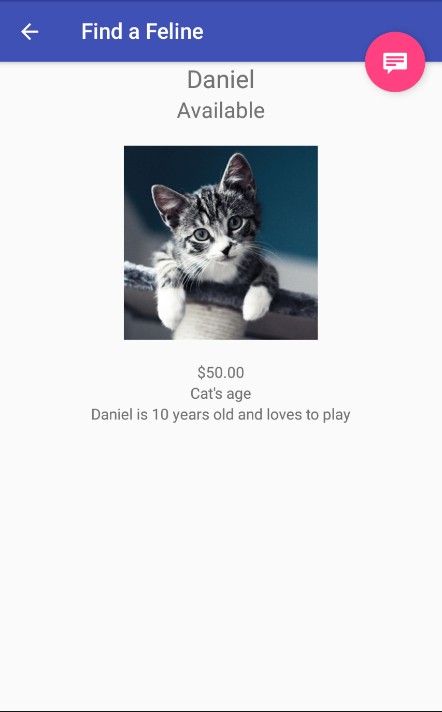 Find a Feline
Daniel
Available
$50.00
Cat's age
Daniel is 10 years old and loves to play